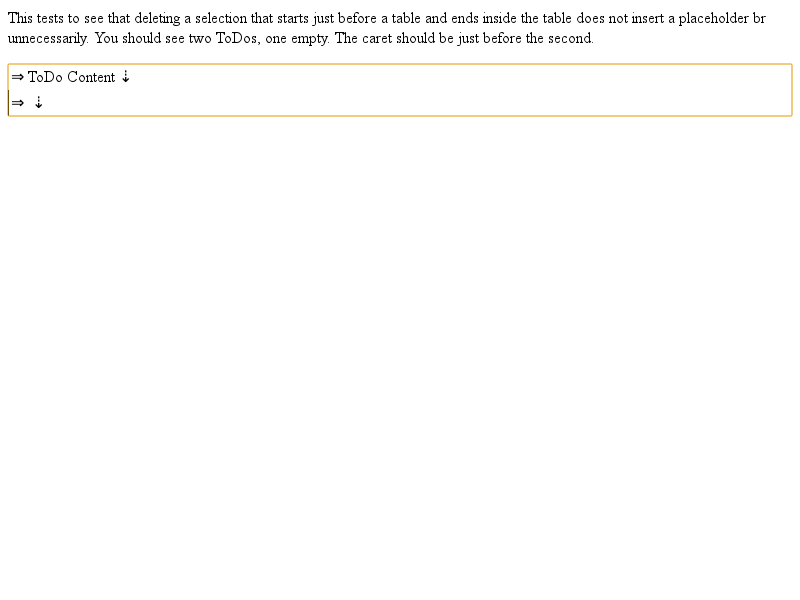 This tests to see that deleting a selection that starts just before a table and ends inside the table does not insert a placeholder br
unnecessarily. You should see two ToDos, one empty. The caret should be just before the second.
⇒ ToDo Content ⇣
⇒ ⇣